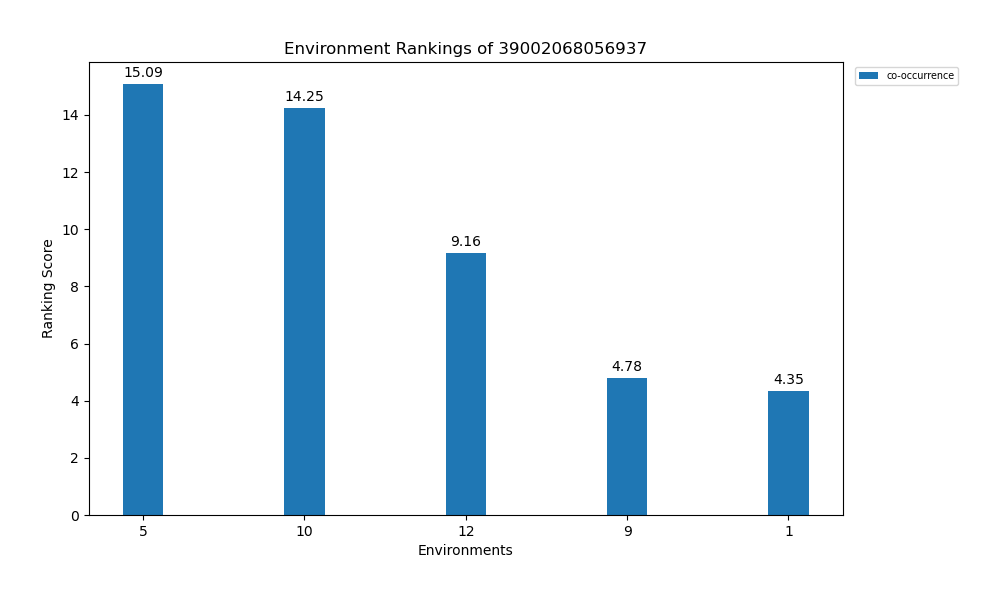 Environment Rankings of 39002068056937
co-occurrence
15.09
14.25
9.16
4.78
4.35
Ranking Score
14
12
10
8
6
4
2
0
5 10 12 9 1
Environments